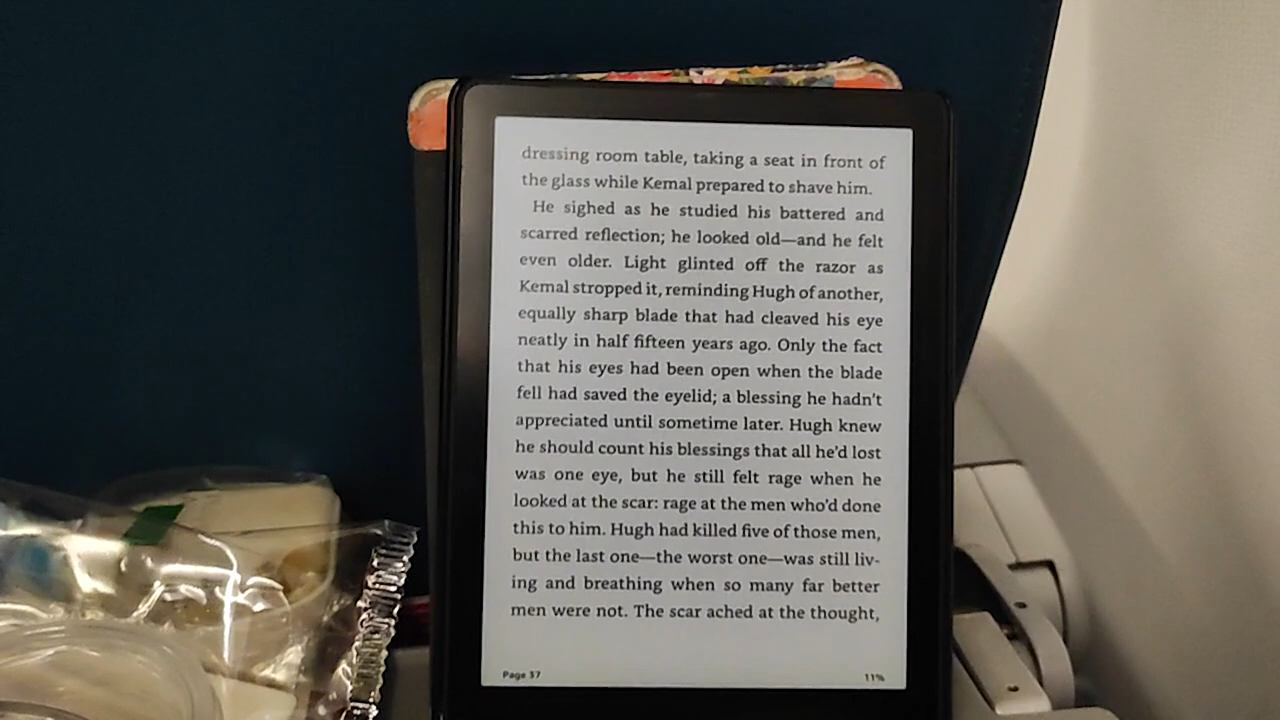 dressing room table, taking a seat in front of
the glass while Kemal prepared to shave him.
He sighed as he studied his battered and
scarred reflection; he looked old—and he felt
even older. Light glinted off the razor as
Kemal stropped it, reminding Hugh of another,
equally sharp blade that had cleaved his eye
neatly in half fifteen years ago. Only the fact
that his eyes had been open when the blade
fell had saved the eyelid; a blessing he hadn't
appreciated until sometime later. Hugh knew
he should count his blessings that all he'd lost
was one eye, but he still felt rage when he
looked at the scar: rage at the men who'd done
this to him. Hugh had killed five of those men,
but the last one—the worst one—was still liv-
ing and breathing when so many far better
men were not. The scar ached at the thought,
Page 37 11%